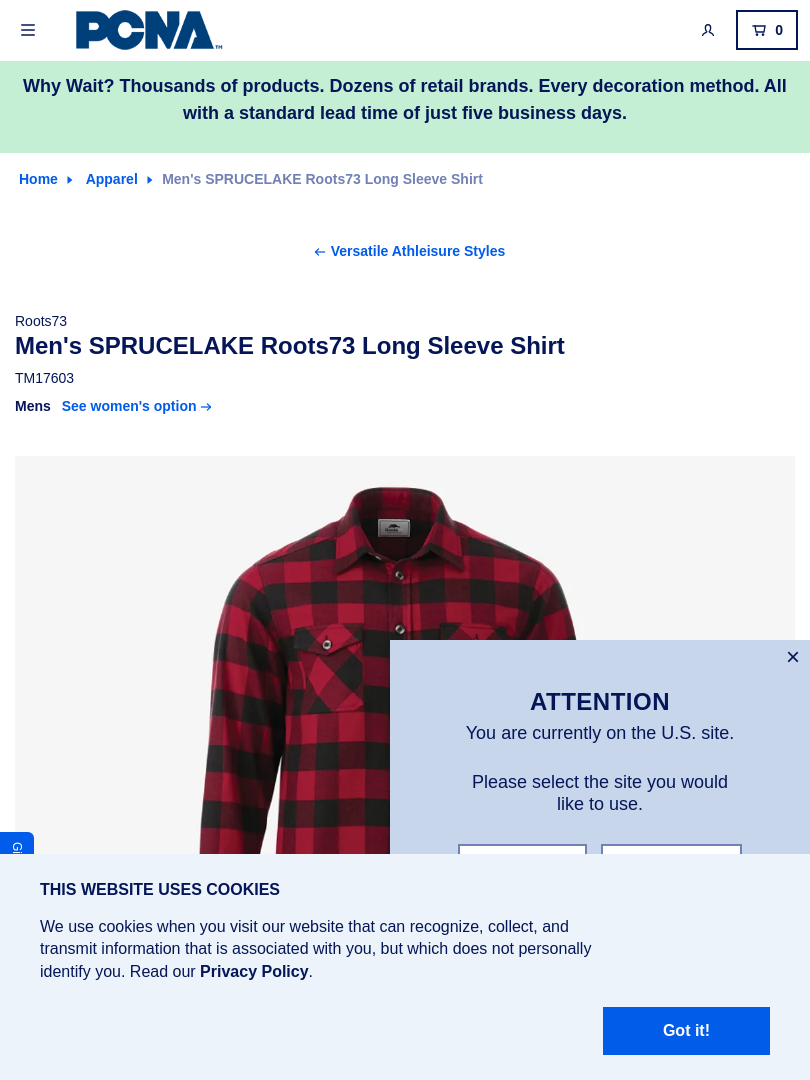 PCNA™
0
Why Wait? Thousands of products. Dozens of retail brands. Every decoration method. All
with a standard lead time of just five business days.
Home
Apparel
Men's SPRUCELAKE Roots73 Long Sleeve Shirt
← Versatile Athleisure Styles
Roots73
Men's SPRUCELAKE Roots73 Long Sleeve Shirt
TM17603
Mens See women's option →
ATTENTION
You are currently on the U.S. site.
Please select the site you would
like to use.
THIS WEBSITE USES COOKIES
We use cookies when you visit our website that can recognize, collect, and
transmit information that is associated with you, but which does not personally
identify you. Read our Privacy Policy.
Got it!